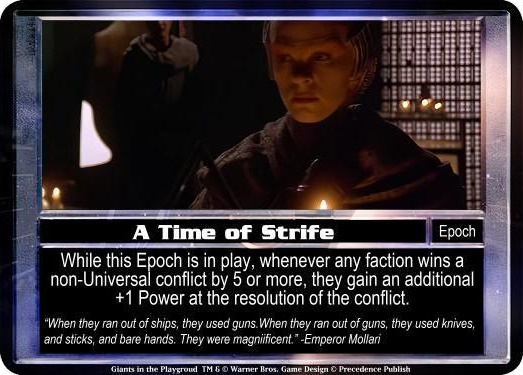 A Time of Strife
Epoch
While this Epoch is in play, whenever any faction wins a
non-Universal conflict by 5 or more, they gain an additional
+1 Power at the resolution of the conflict.
“When they ran out of ships, they used guns.When they ran out of guns, they used knives,
and sticks, and bare hands. They were magniificent.” -Emperor Mollari
Giants in the Playgroud TM & © Warner Bros. Game Design © Precedence Publish